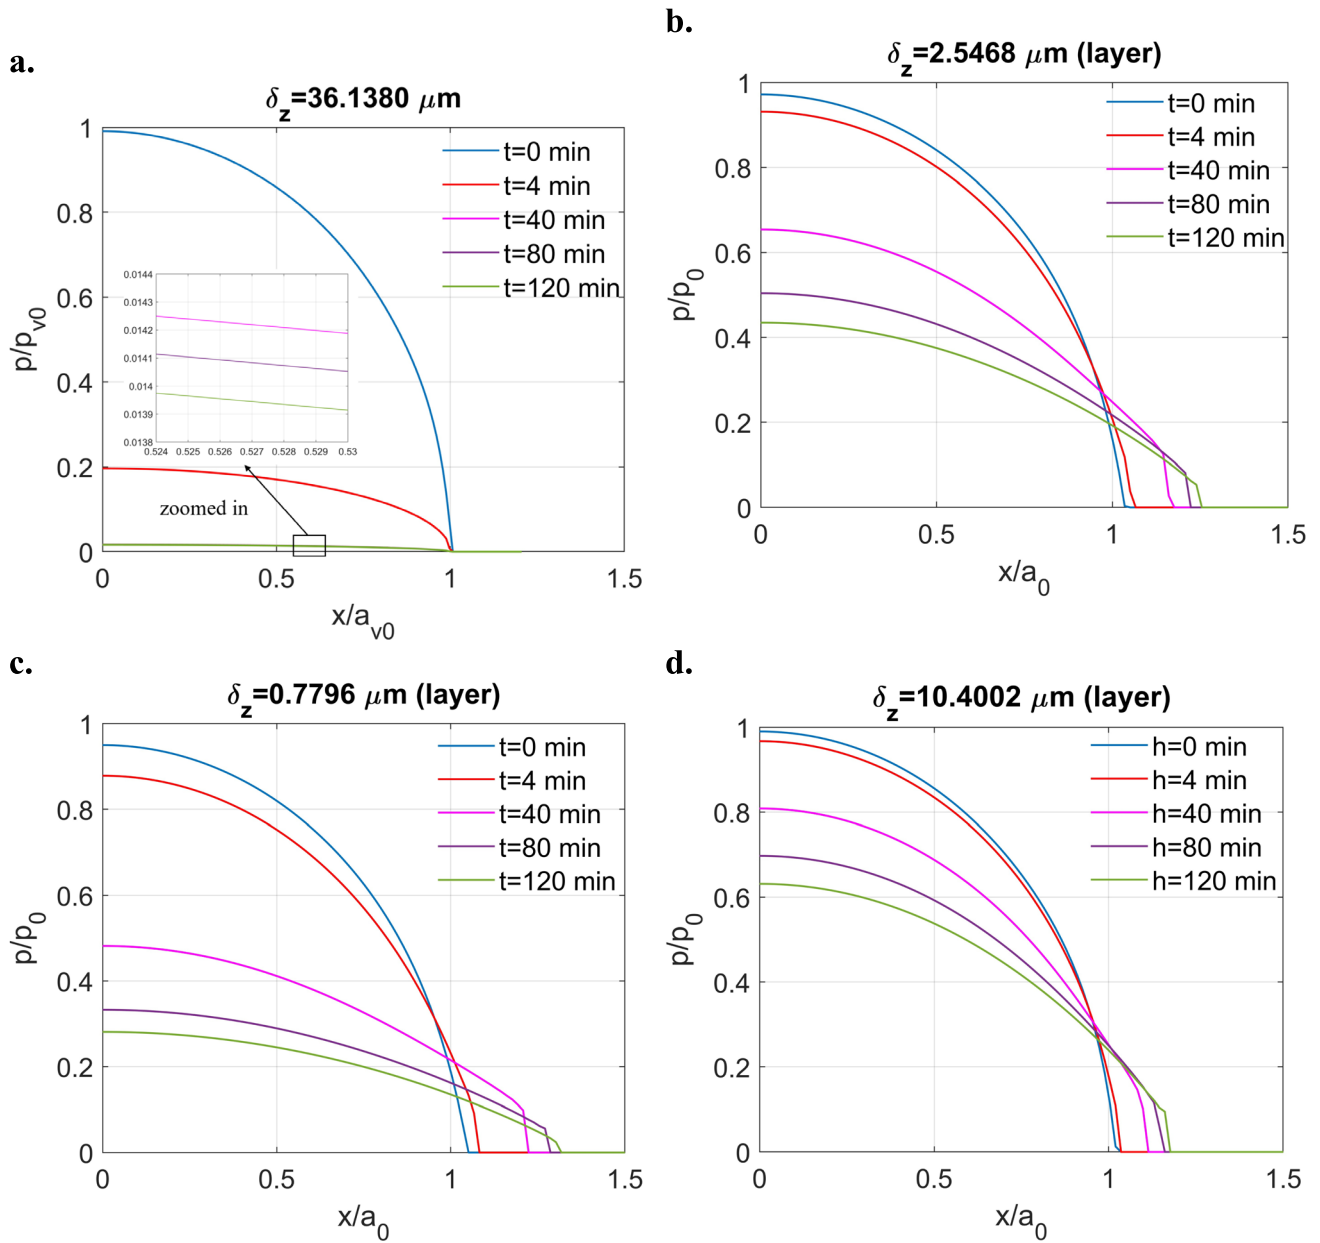 a.
δz=36.1380 μm
1
0.8
0.6
0.4
0.2
0
p/pv0
0
0.5
1
1.5
x/av0
t=0 min
t=4 min
t=40 min
t=80 min
t=120 min
0.0144
0.0143
0.0142
0.0141
0.014
0.0139
0.0138
0.524 0.525 0.526 0.527 0.528 0.529 0.53
zoomed in
b.
δz=2.5468 μm (layer)
1
0.8
0.6
0.4
0.2
0
p/p0
0
0.5
1
1.5
x/a0
t=0 min
t=4 min
t=40 min
t=80 min
t=120 min
c.
δz=0.7796 μm (layer)
1
0.8
0.6
0.4
0.2
0
p/p0
0
0.5
1
1.5
x/a0
t=0 min
t=4 min
t=40 min
t=80 min
t=120 min
d.
δz=10.4002 μm (layer)
1
0.8
0.6
0.4
0.2
0
p/p0
0
0.5
1
1.5
x/a0
h=0 min
h=4 min
h=40 min
h=80 min
h=120 min